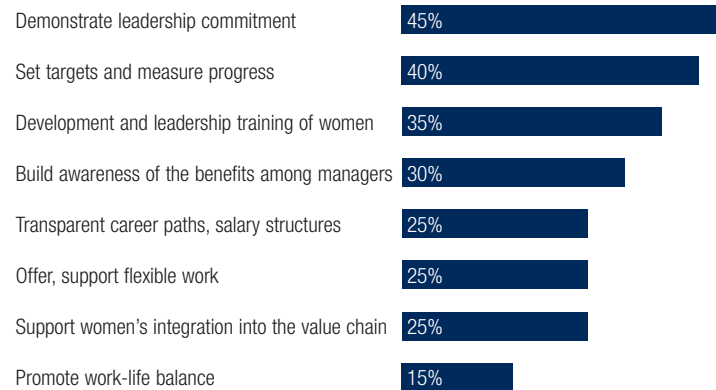 Demonstrate leadership commitment 45%
Set targets and measure progress 40%
Development and leadership training of women 35%
Build awareness of the benefits among managers 30%
Transparent career paths, salary structures 25%
Offer, support flexible work 25%
Support women’s integration into the value chain 25%
Promote work-life balance 15%